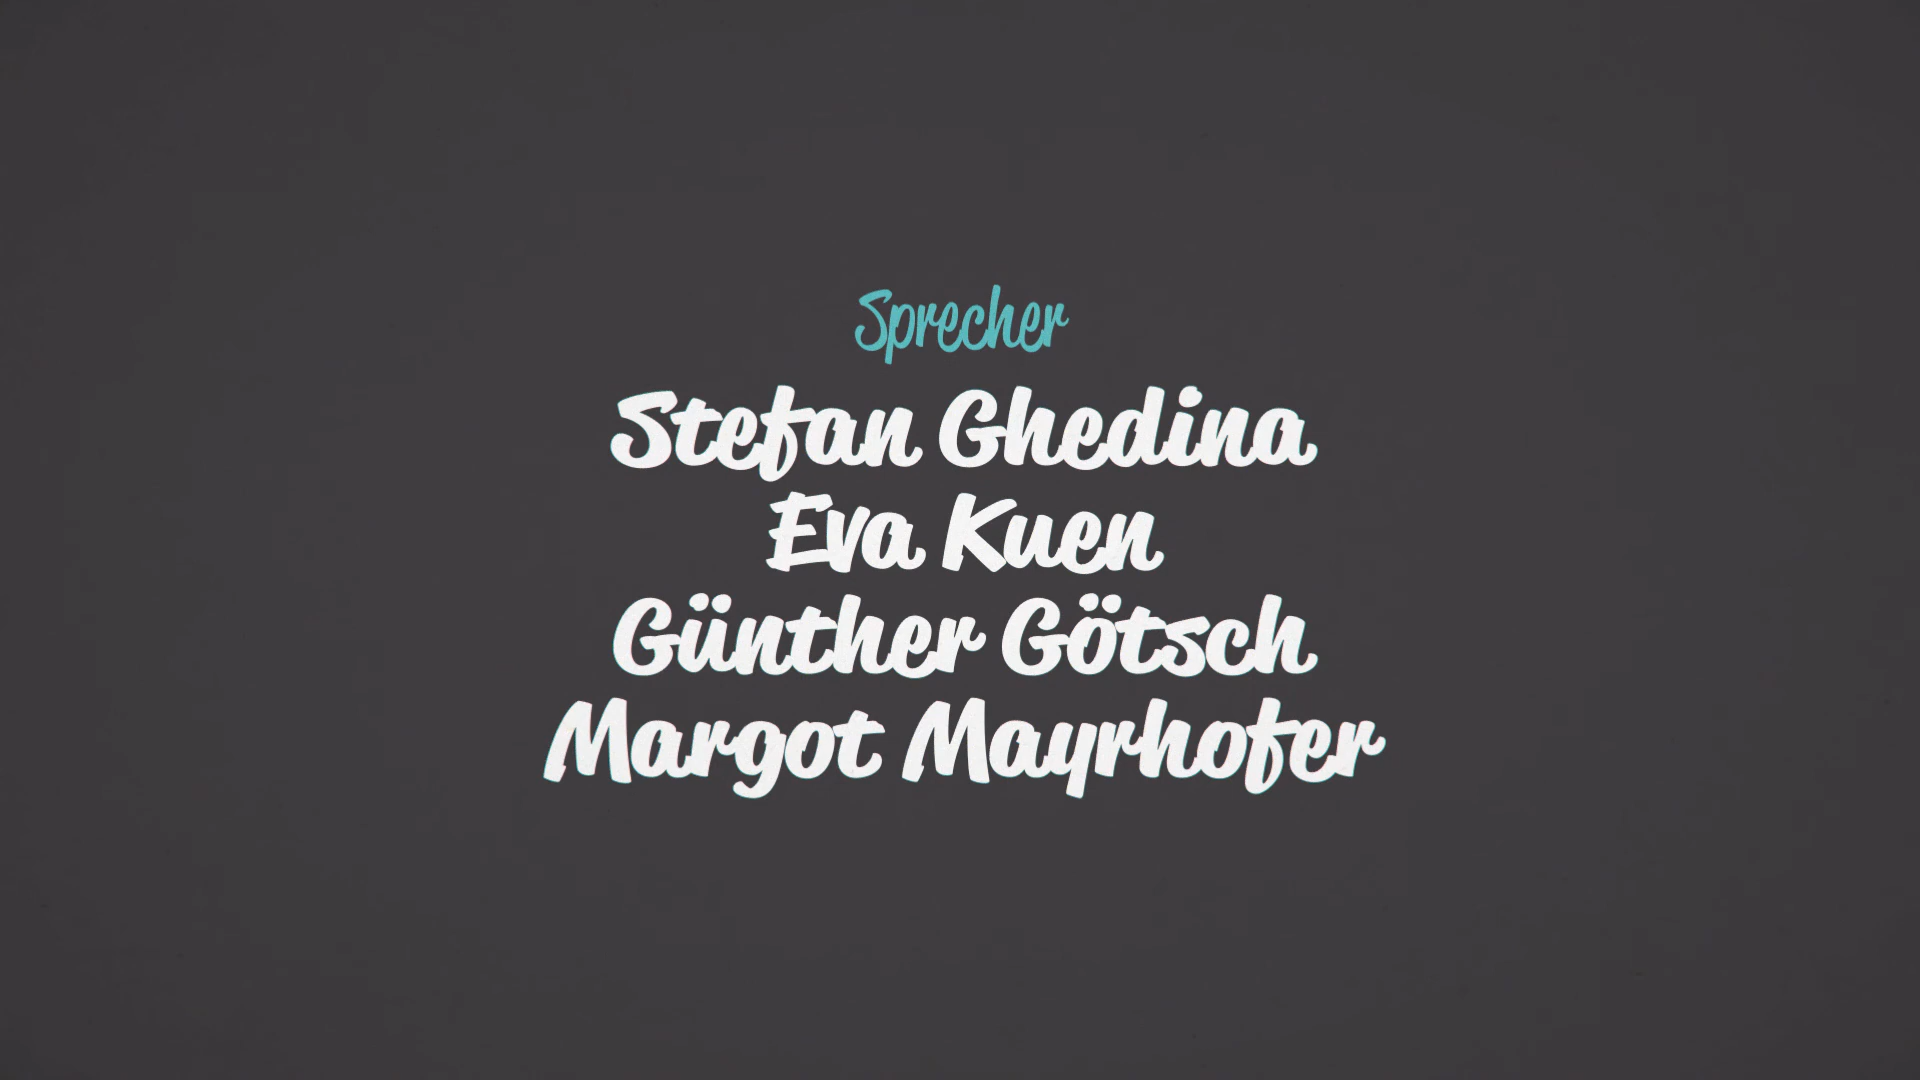 Sprecher
Stefan Ghedina
Eva Kuen
Günther Götsch
Margot Mayrhofer